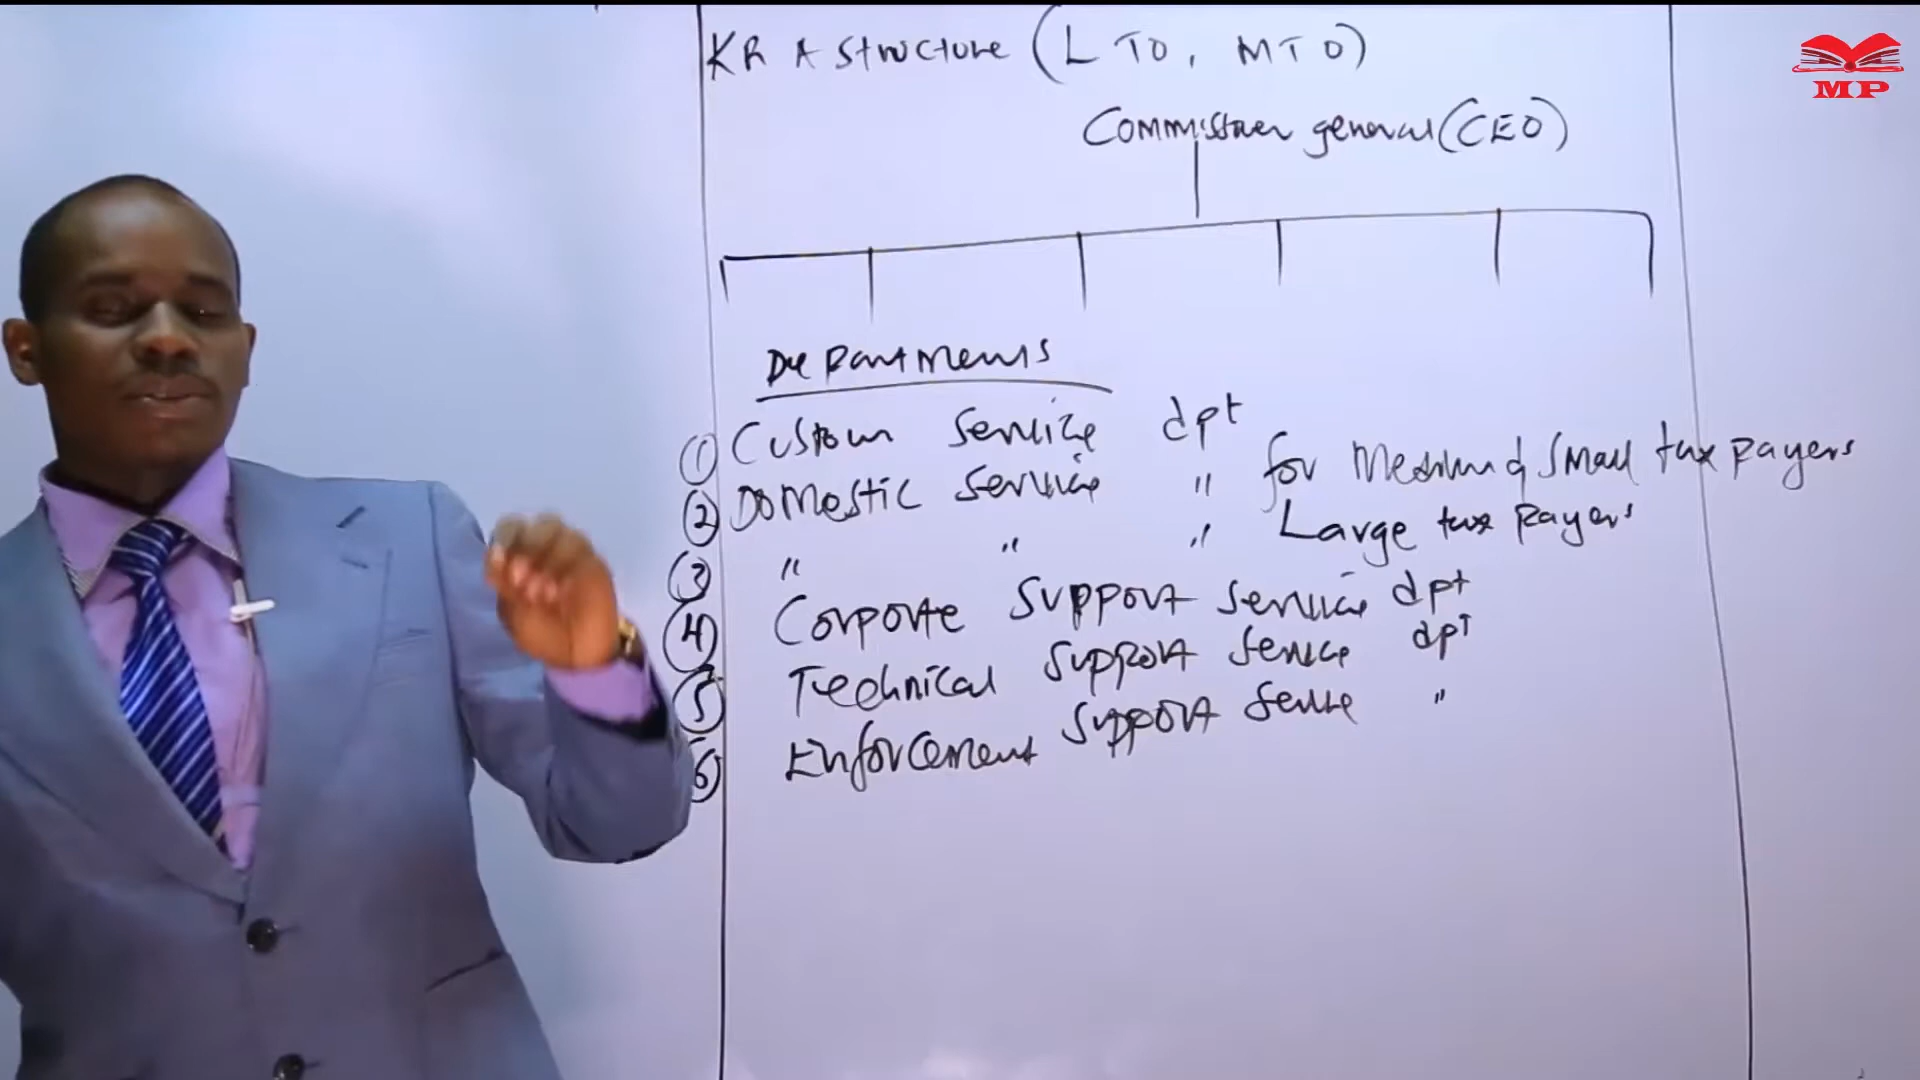 KRA structure (LTO, MTO)
MP
Commissioner general (CEO)
Departments
① Custom Service dpt
② Domestic Service " for Medium & Small tax payers
③ " " " Large tax payers
④ Corporate Support Service dpt
⑤ Technical Support Service dpt
⑥ Enforcement Support Service "